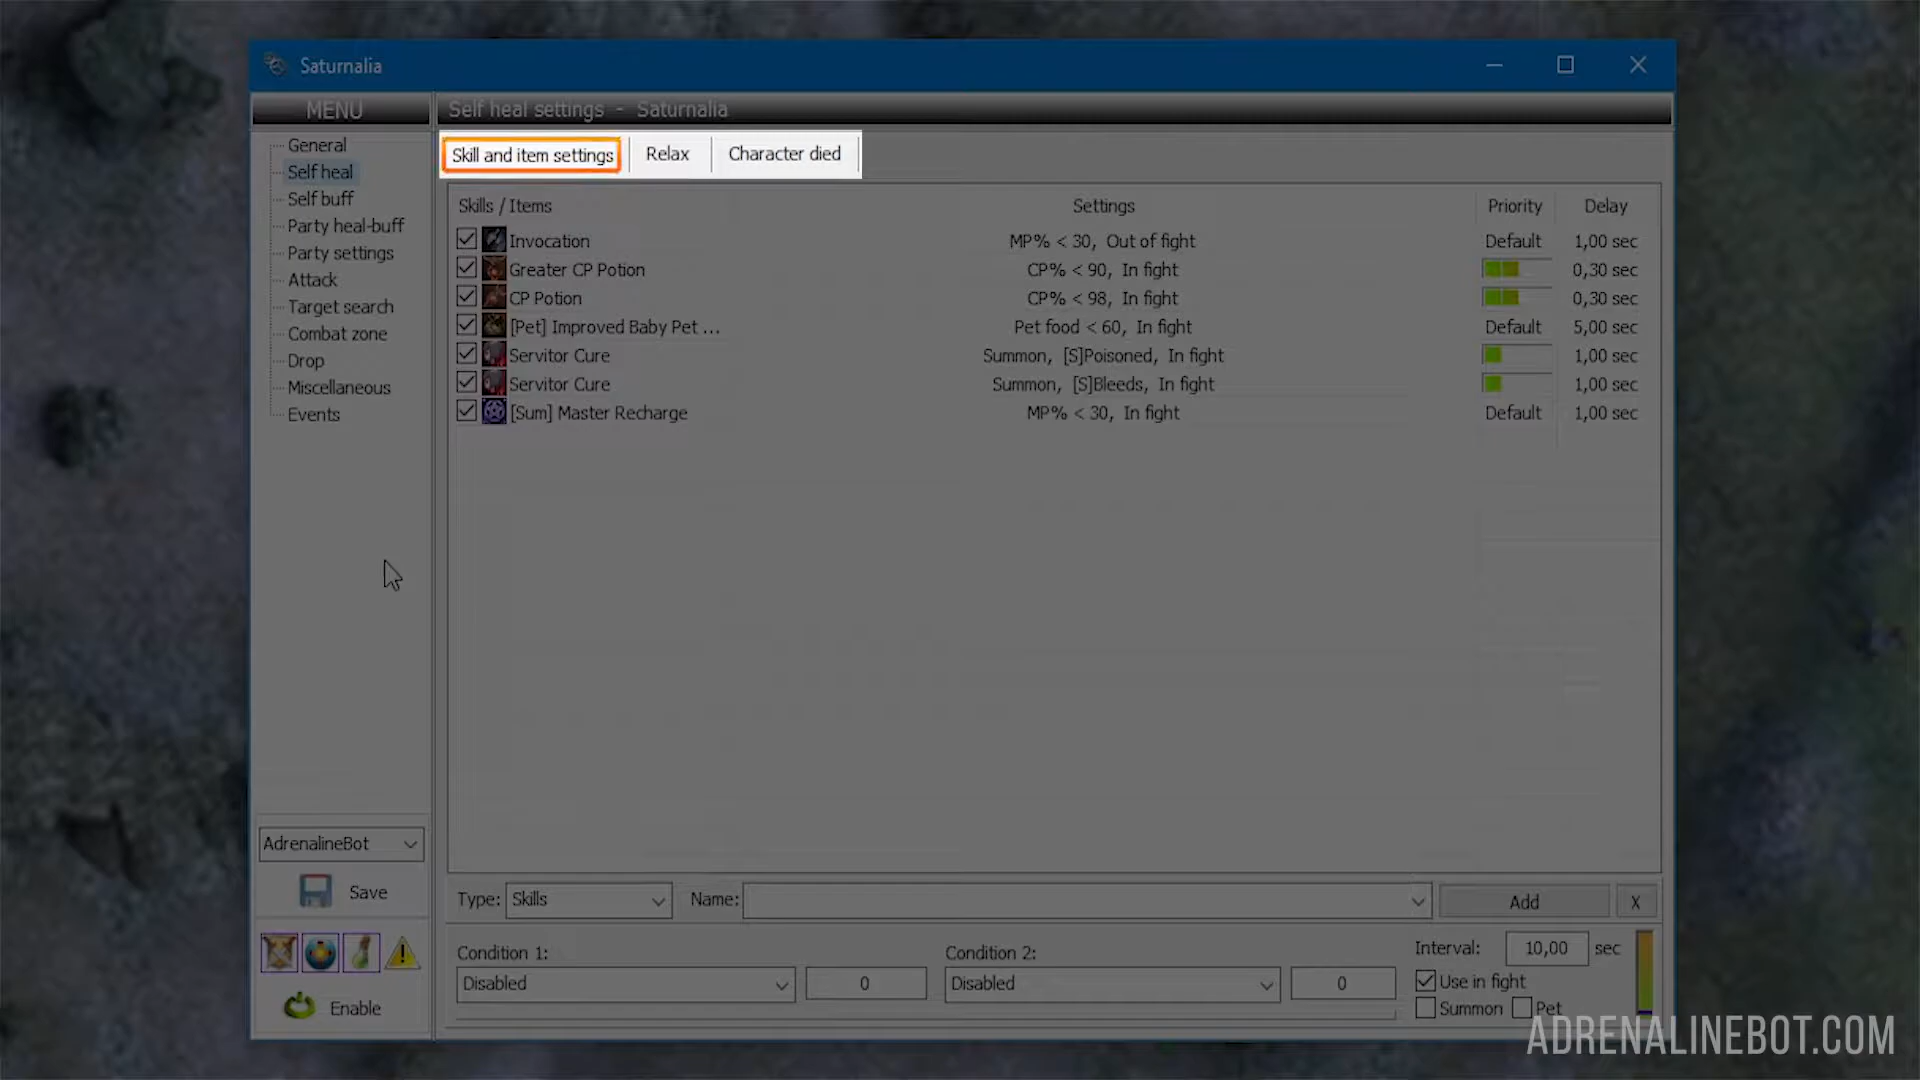 Saturnalia
MENU
Self heal settings - Saturnalia
General
Self heal
Self buff
Party heal-buff
Party settings
Attack
Target search
Combat zone
Drop
Miscellaneous
Events
Skill and item settings Relax Character died
Skills / Items Settings Priority Delay
Invocation MP% < 30, Out of fight Default 1,00 sec
Greater CP Potion CP% < 90, In fight 0,30 sec
CP Potion CP% < 98, In fight 0,30 sec
[Pet] Improved Baby Pet ... Pet food < 60, In fight Default 5,00 sec
Servitor Cure Summon, [S]Poisoned, In fight 1,00 sec
Servitor Cure Summon, [S]Bleeds, In fight 1,00 sec
[Sum] Master Recharge MP% < 30, In fight Default 1,00 sec
AdrenalineBot
Save
Enable
Type: Skills Name: Add X
Condition 1: Condition 2: Interval: 10,00 sec
Disabled 0 Disabled 0 Use in fight
Summon Pet
ADRENALINEBOT.COM